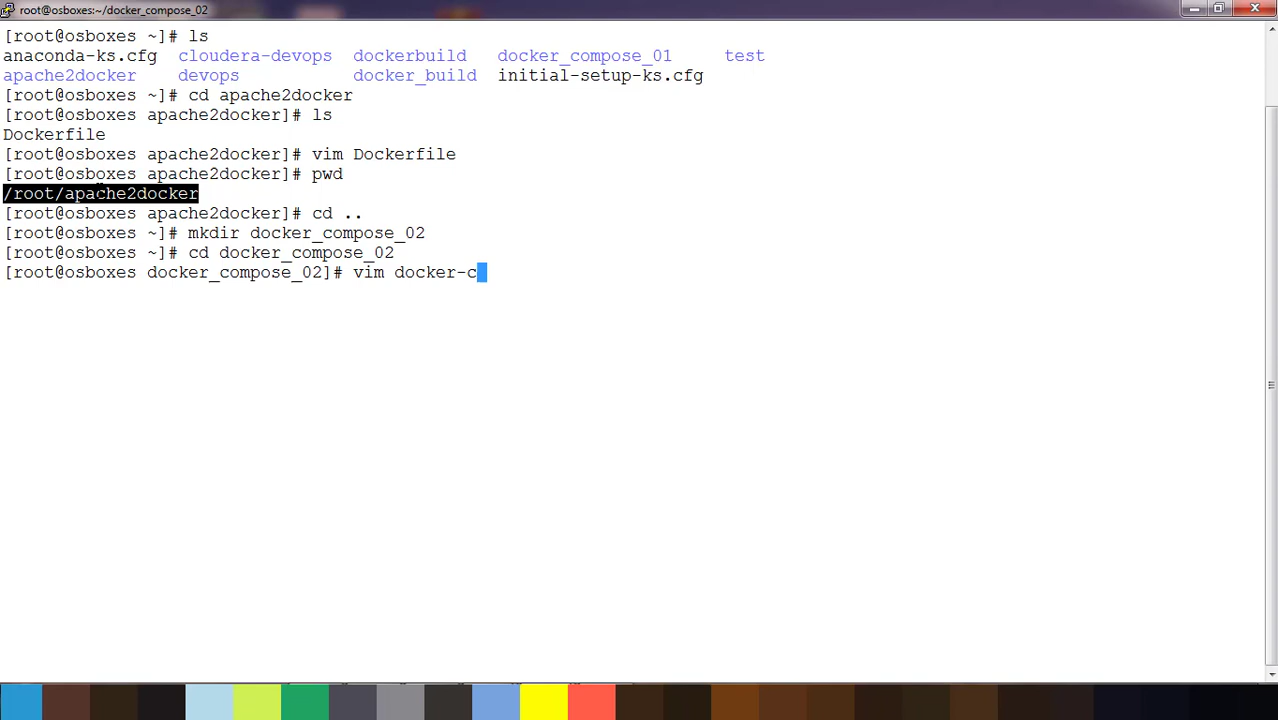 root@osboxes:~/docker_compose_02
[root@osboxes ~]# ls
anaconda-ks.cfg  cloudera-devops  dockerbuild   docker_compose_01     test
apache2docker    devops           docker_build  initial-setup-ks.cfg
[root@osboxes ~]# cd apache2docker
[root@osboxes apache2docker]# ls
Dockerfile
[root@osboxes apache2docker]# vim Dockerfile
[root@osboxes apache2docker]# pwd
/root/apache2docker
[root@osboxes apache2docker]# cd ..
[root@osboxes ~]# mkdir docker_compose_02
[root@osboxes ~]# cd docker_compose_02
[root@osboxes docker_compose_02]# vim docker-c